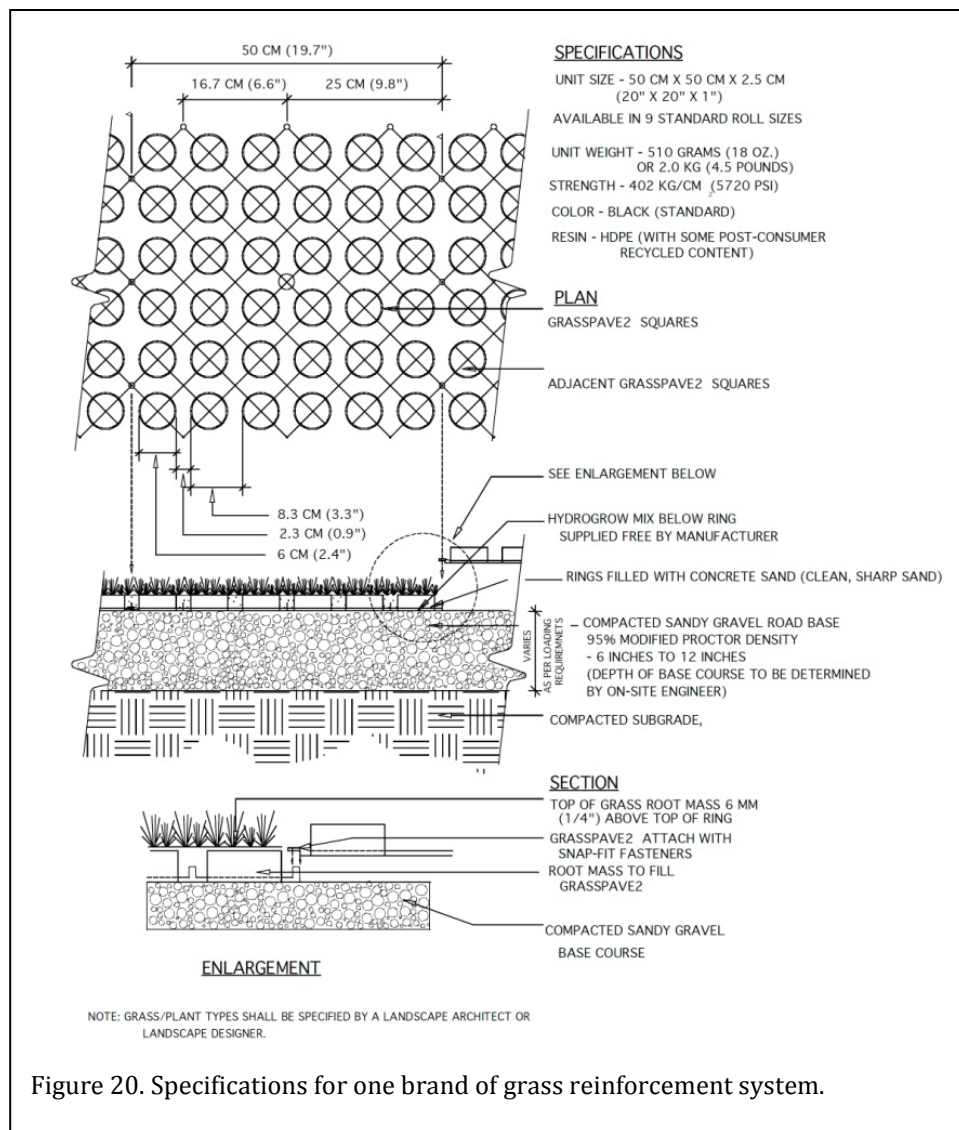 50 CM (19.7")
16.7 CM (6.6")
25 CM (9.8")
SPECIFICATIONS
UNIT SIZE - 50 CM X 50 CM X 2.5 CM
(20" X 20" X 1")
AVAILABLE IN 9 STANDARD ROLL SIZES
UNIT WEIGHT - 510 GRAMS (18 OZ.)
OR 2.0 KG (4.5 POUNDS)
STRENGTH - 402 KG/CM 2 (5720 PSI)
COLOR - BLACK (STANDARD)
RESIN - HDPE (WITH SOME POST-CONSUMER
RECYCLED CONTENT)
PLAN
GRASSPAVE2 SQUARES
ADJACENT GRASSPAVE2 SQUARES
8.3 CM (3.3")
2.3 CM (0.9")
6 CM (2.4")
SEE ENLARGEMENT BELOW
HYDROGROW MIX BELOW RING
SUPPLIED FREE BY MANUFACTURER
RINGS FILLED WITH CONCRETE SAND (CLEAN, SHARP SAND)
VARIES
AS PER LOADING
REQUIREMNETS
COMPACTED SANDY GRAVEL ROAD BASE
95% MODIFIED PROCTOR DENSITY
- 6 INCHES TO 12 INCHES
(DEPTH OF BASE COURSE TO BE DETERMINED
BY ON-SITE ENGINEER)
COMPACTED SUBGRADE,
SECTION
TOP OF GRASS ROOT MASS 6 MM
(1/4") ABOVE TOP OF RING
GRASSPAVE2 ATTACH WITH
SNAP-FIT FASTENERS
ROOT MASS TO FILL
GRASSPAVE2
COMPACTED SANDY GRAVEL
BASE COURSE
ENLARGEMENT
NOTE: GRASS/PLANT TYPES SHALL BE SPECIFIED BY A LANDSCAPE ARCHITECT OR
LANDSCAPE DESIGNER.
Figure 20. Specifications for one brand of grass reinforcement system.